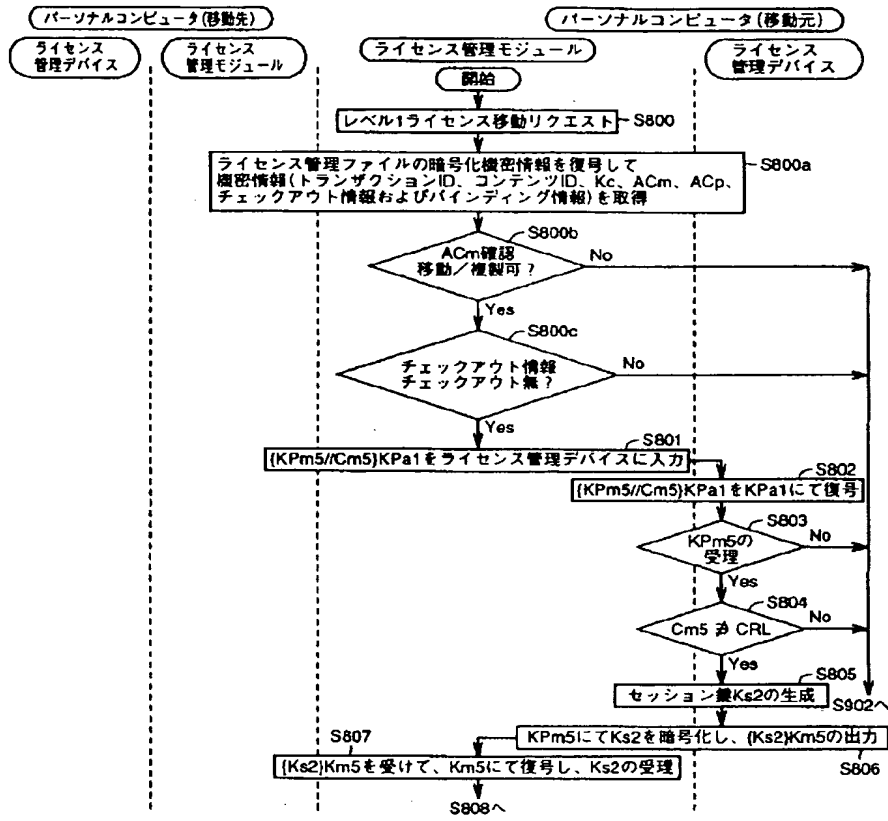 パーソナルコンピュータ(移動先)
パーソナルコンピュータ(移動元)
ライセンス
管理デバイス
ライセンス
管理モジュール
ライセンス管理モジュール
ライセンス
管理デバイス
開始
レベル1ライセンス移動リクエスト
S800
ライセンス管理ファイルの暗号化機密情報を復号して
機密情報(トランザクションID、コンテンツID、Kc、ACm、ACp、
チェックアウト情報およびバインディング情報)を取得
S800a
S800b
ACm確認
移動/複製可?
No
Yes
S800c
チェックアウト情報
チェックアウト無?
No
Yes
S801
{KPm5//Cm5}KPa1をライセンス管理デバイスに入力
S802
{KPm5//Cm5}KPa1をKPa1にて復号
S803
KPm5の
受理
No
Yes
S804
Cm5 ∌ CRL
No
Yes
S805
セッション鍵Ks2の生成
S902へ
KPm5にてKs2を暗号化し、{Ks2}Km5の出力
S806
S807
{Ks2}Km5を受けて、Km5にて復号し、Ks2の受理
S808へ